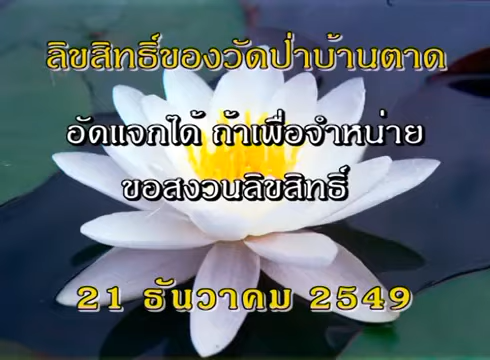 ลิขสิทธิ์ของวัดป่าบ้านตาด
อัดแจกได้ ถ้าเพื่อจำหน่าย
ขอสงวนลิขสิทธิ์
21 ธันวาคม 2549